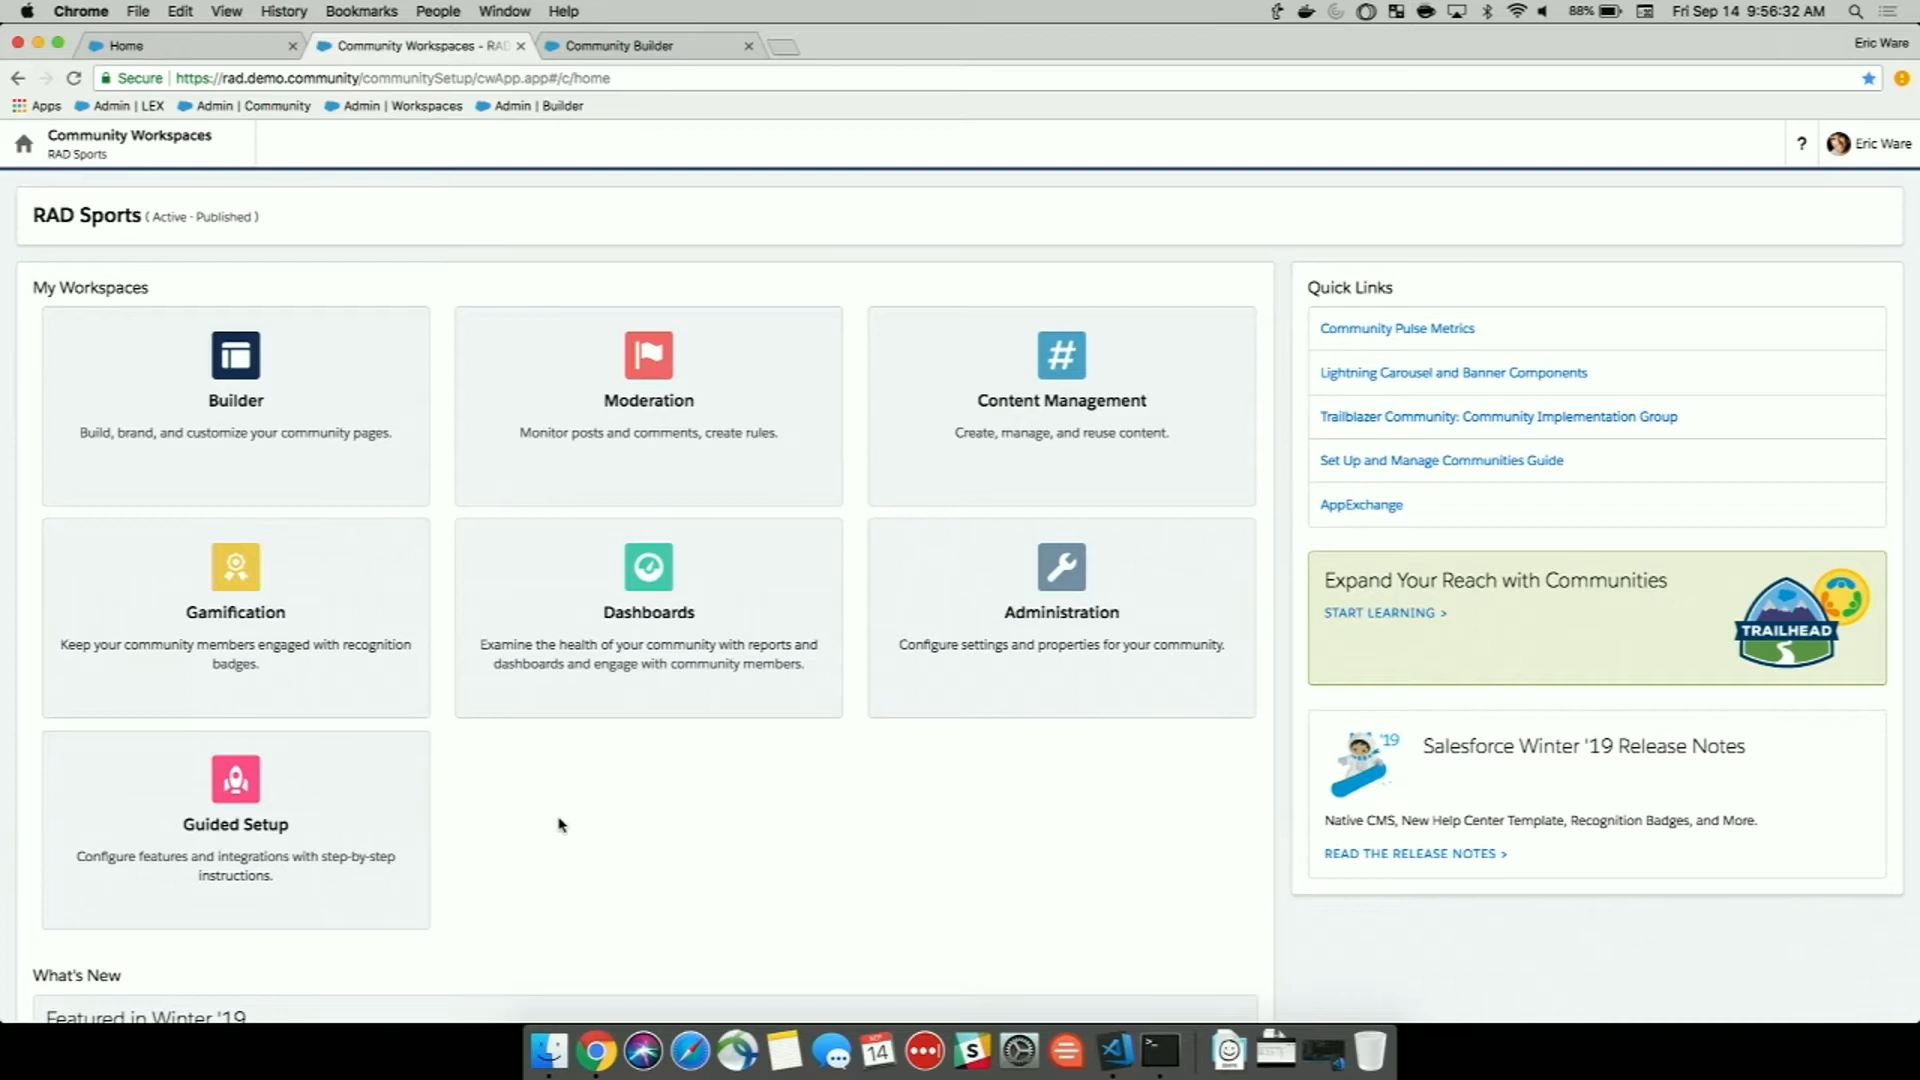 Chrome File Edit View History Bookmarks People Window Help 88% Fri Sep 14 9:56:32 AM
Home Community Workspaces - RAD Community Builder Eric Ware
Secure https://rad.demo.community/communitySetup/cwApp.app#/c/home
Apps Admin | LEX Admin | Community Admin | Workspaces Admin | Builder
Community Workspaces
RAD Sports
? Eric Ware
RAD Sports ( Active - Published )
My Workspaces
Builder
Build, brand, and customize your community pages.
Moderation
Monitor posts and comments, create rules.
Content Management
Create, manage, and reuse content.
Gamification
Keep your community members engaged with recognition
badges.
Dashboards
Examine the health of your community with reports and
dashboards and engage with community members.
Administration
Configure settings and properties for your community.
Guided Setup
Configure features and integrations with step-by-step
instructions.
What's New
Featured in Winter '19
Quick Links
Community Pulse Metrics
Lightning Carousel and Banner Components
Trailblazer Community: Community Implementation Group
Set Up and Manage Communities Guide
AppExchange
Expand Your Reach with Communities
START LEARNING >
TRAILHEAD
'19
Salesforce Winter '19 Release Notes
Native CMS, New Help Center Template, Recognition Badges, and More.
READ THE RELEASE NOTES >
14